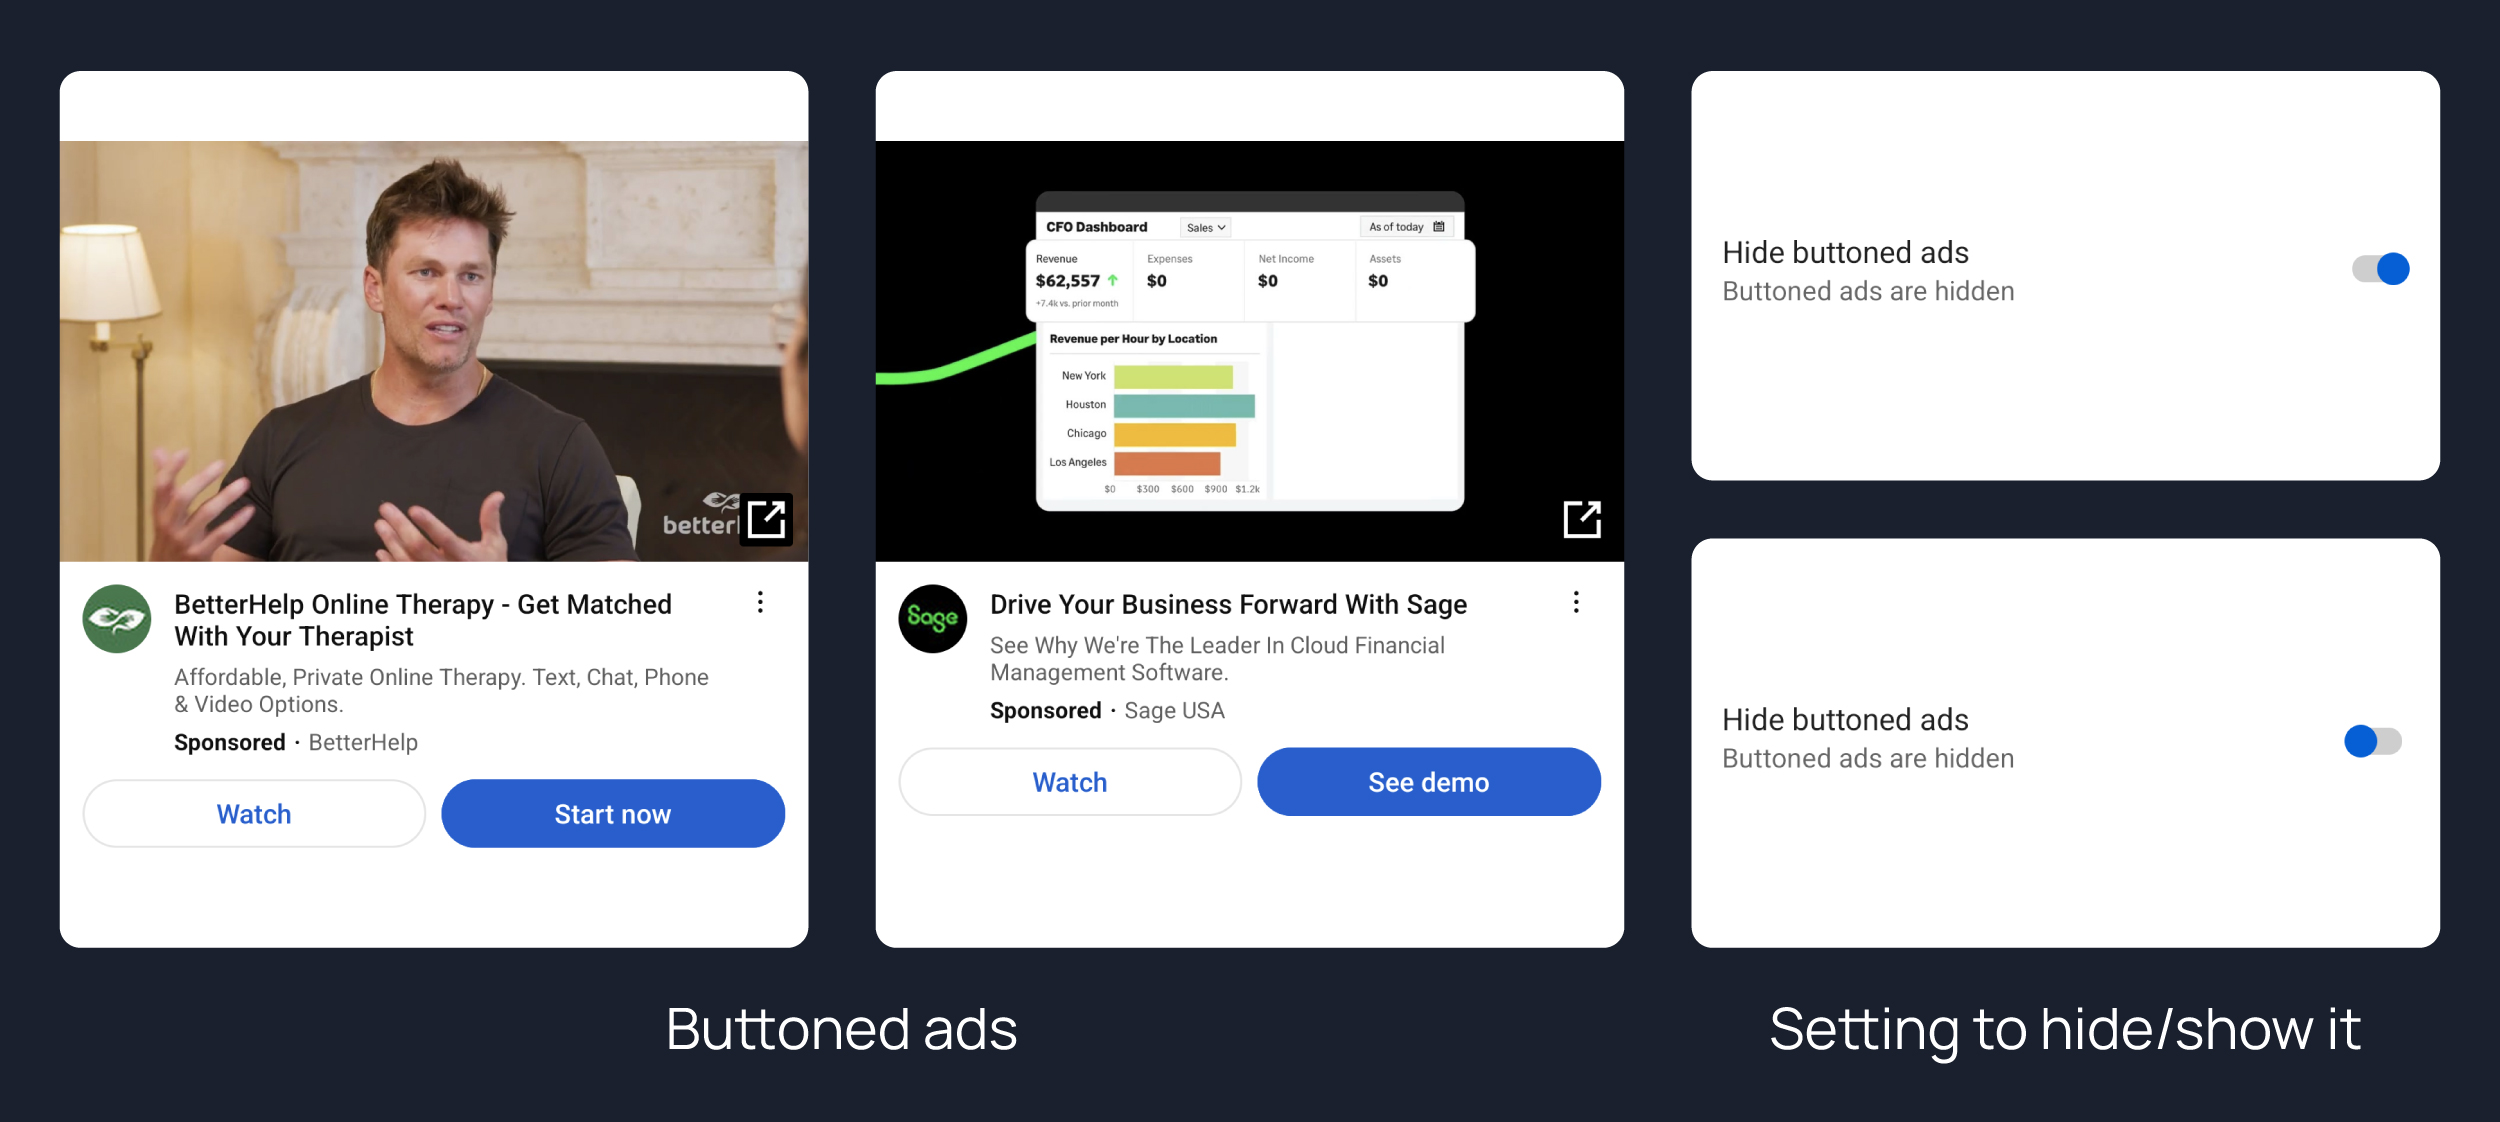 better
BetterHelp Online Therapy - Get Matched
With Your Therapist
Affordable, Private Online Therapy. Text, Chat, Phone
& Video Options.
Sponsored · BetterHelp
Watch
Start now
CFO Dashboard
Sales
As of today
Revenue
Expenses
Net Income
Assets
$62,557
$0
$0
$0
+7.4k vs. prior month
Revenue per Hour by Location
New York
Houston
Chicago
Los Angeles
$0 $300 $600 $900 $1.2k
Sage
Drive Your Business Forward With Sage
See Why We're The Leader In Cloud Financial
Management Software.
Sponsored · Sage USA
Watch
See demo
Hide buttoned ads
Buttoned ads are hidden
Hide buttoned ads
Buttoned ads are hidden
Buttoned ads
Setting to hide/show it